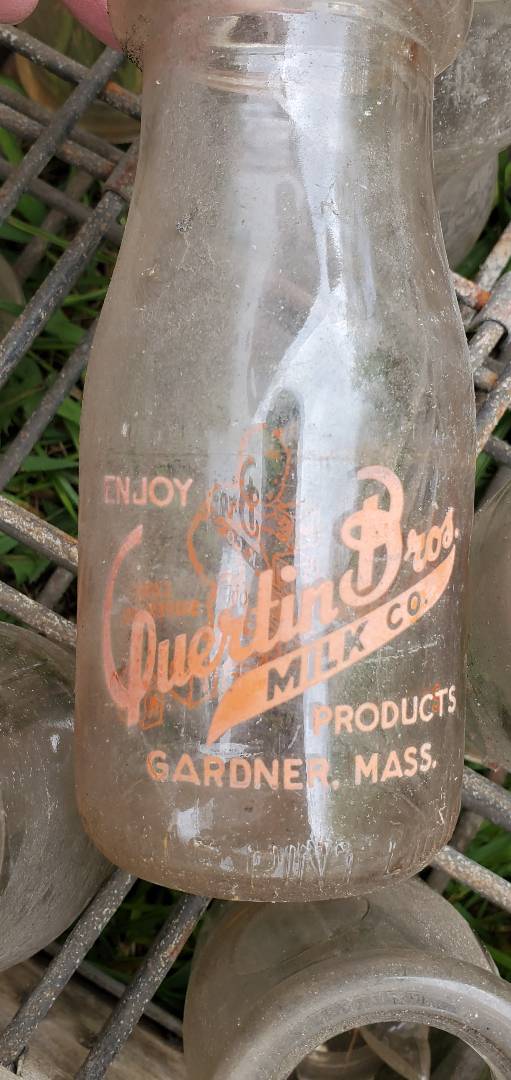 ENJOY
Quertin Bros.
MILK CO.
PRODUCTS
GARDNER, MASS.